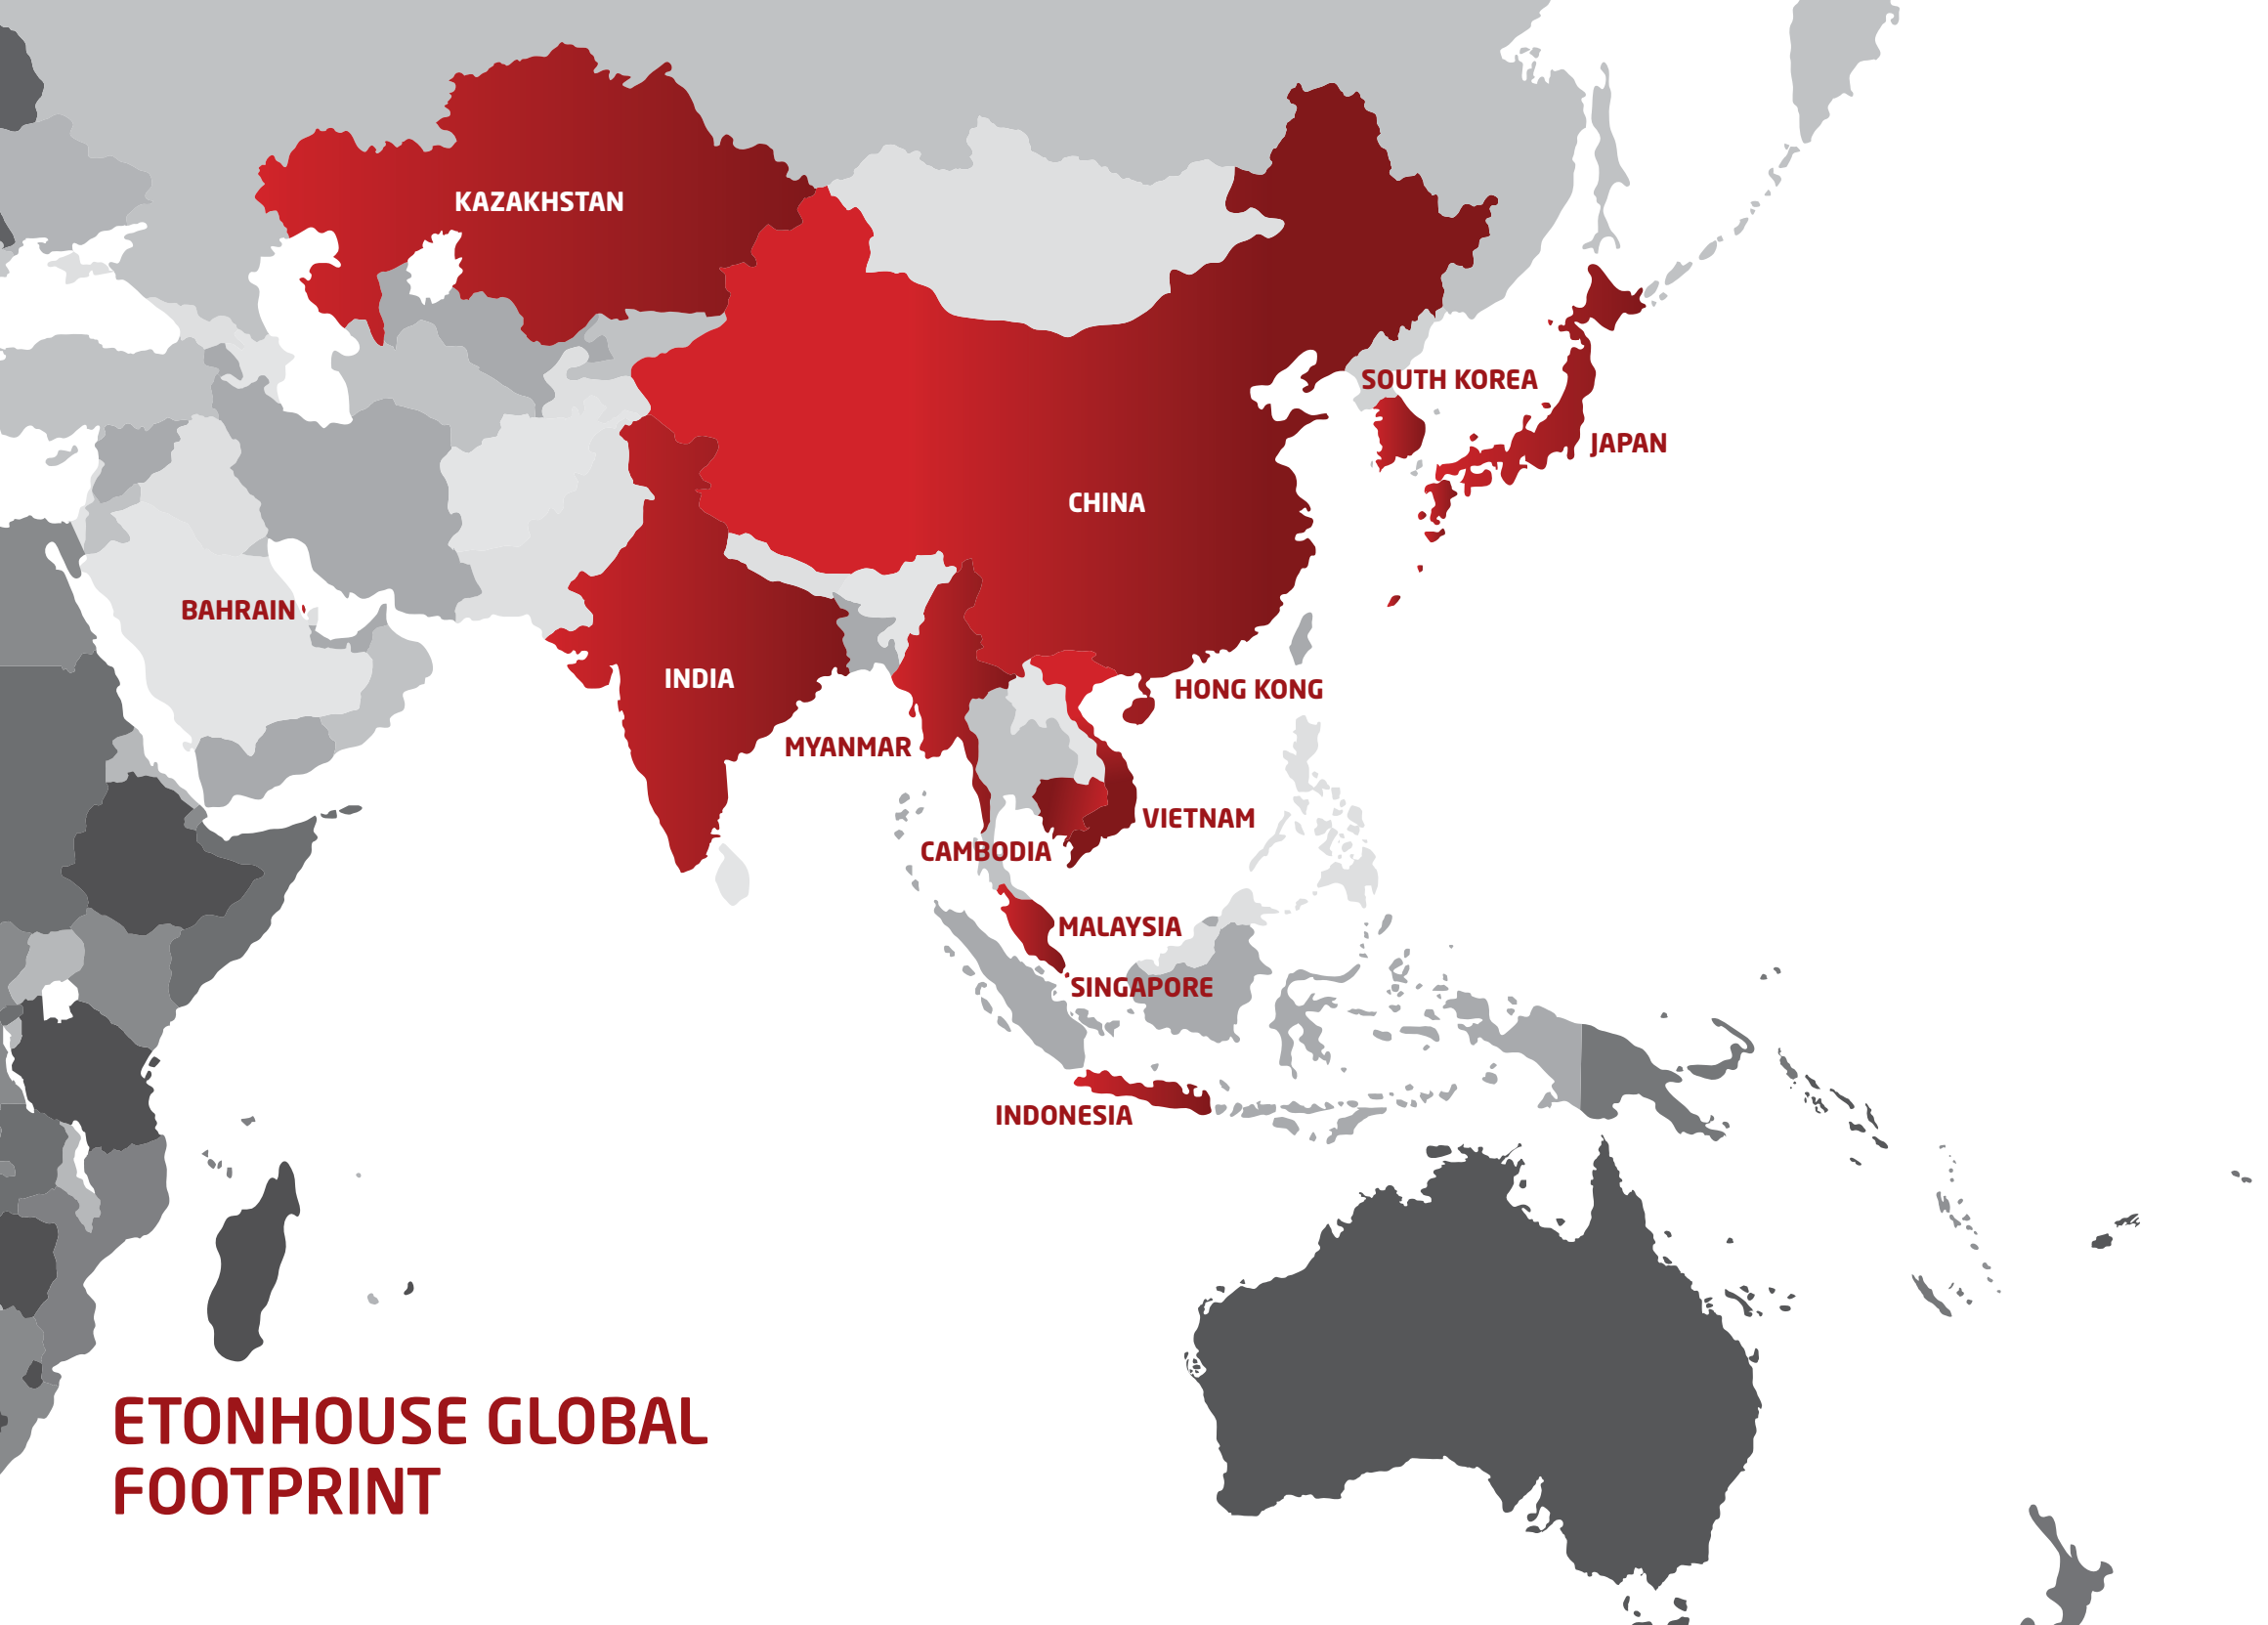 KAZAKHSTAN
SOUTH KOREA
JAPAN
CHINA
BAHRAIN
INDIA
HONG KONG
MYANMAR
VIETNAM
CAMBODIA
MALAYSIA
SINGAPORE
INDONESIA
ETONHOUSE GLOBAL
FOOTPRINT